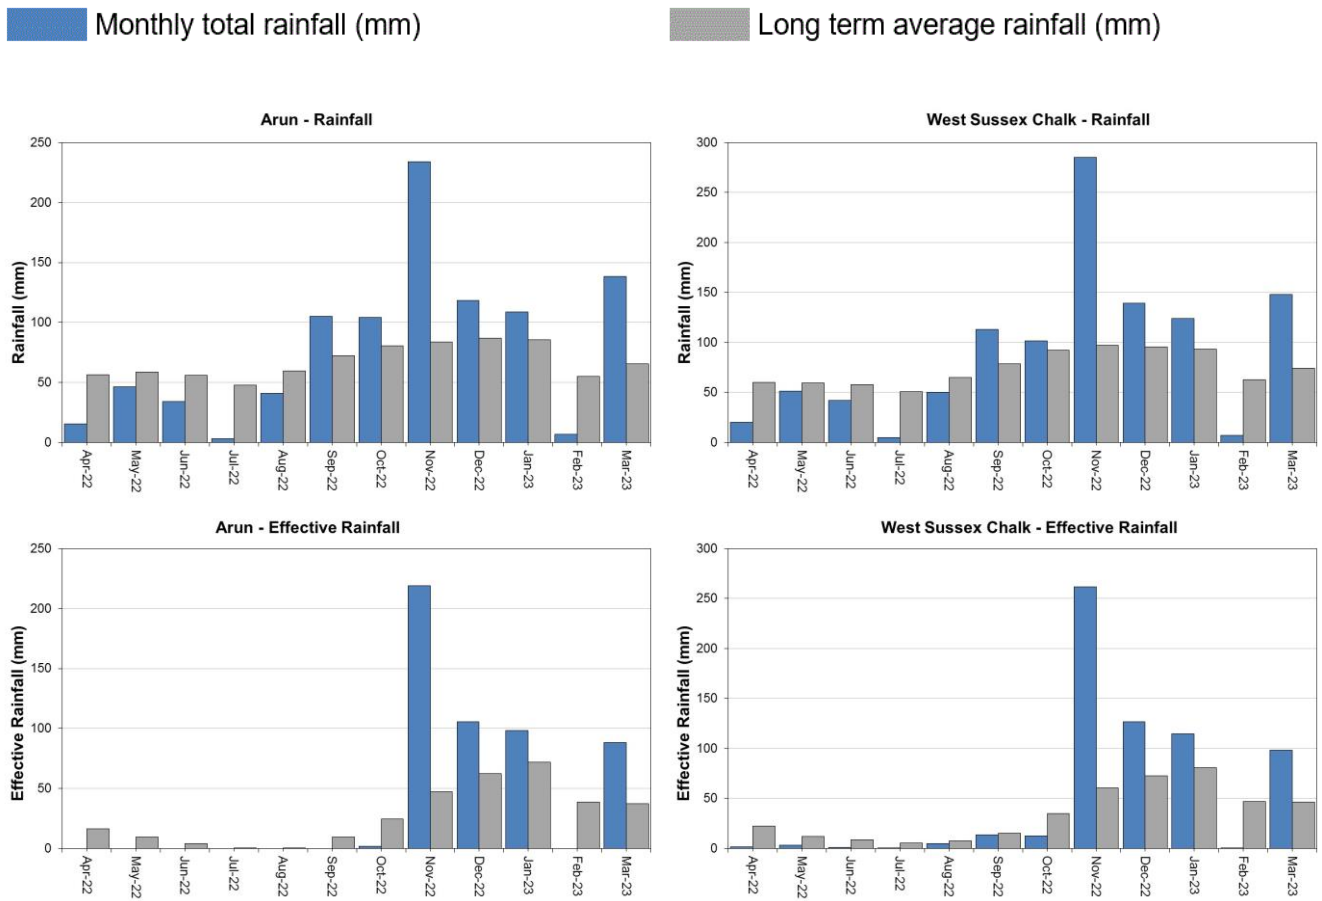 Monthly total rainfall (mm)
Long term average rainfall (mm)
Arun - Rainfall
Rainfall (mm)
250
200
150
100
50
0
Apr-22
May-22
Jun-22
Jul-22
Aug-22
Sep-22
Oct-22
Nov-22
Dec-22
Jan-23
Feb-23
Mar-23
West Sussex Chalk - Rainfall
Rainfall (mm)
300
250
200
150
100
50
0
Apr-22
May-22
Jun-22
Jul-22
Aug-22
Sep-22
Oct-22
Nov-22
Dec-22
Jan-23
Feb-23
Mar-23
Arun - Effective Rainfall
Effective Rainfall (mm)
250
200
150
100
50
0
Apr-22
May-22
Jun-22
Jul-22
Aug-22
Sep-22
Oct-22
Nov-22
Dec-22
Jan-23
Feb-23
Mar-23
West Sussex Chalk - Effective Rainfall
Effective Rainfall (mm)
300
250
200
150
100
50
0
Apr-22
May-22
Jun-22
Jul-22
Aug-22
Sep-22
Oct-22
Nov-22
Dec-22
Jan-23
Feb-23
Mar-23